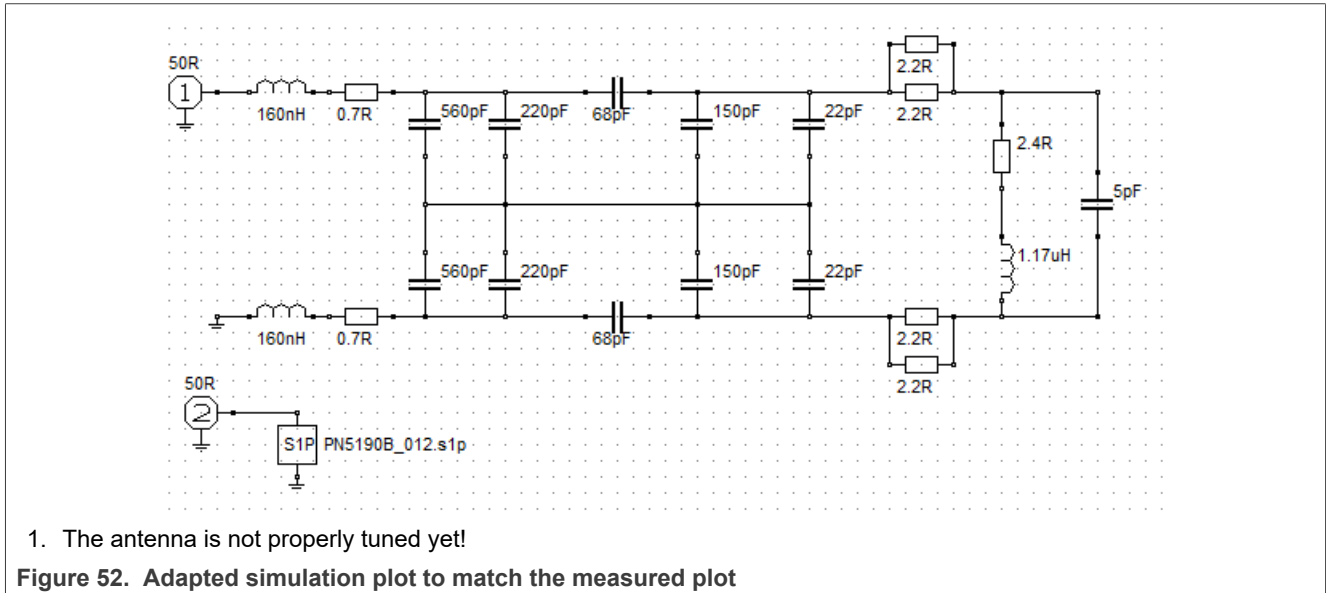 2.2R
50R
1
160nH 0.7R 560pF 220pF 68pF 150pF 22pF 2.2R
2.4R
5pF
1.17uH
560pF 220pF 150pF 22pF
160nH 0.7R 68pF 2.2R
2.2R
50R
2
S1P PN5190B_012.s1p
1. The antenna is not properly tuned yet!
Figure 52. Adapted simulation plot to match the measured plot